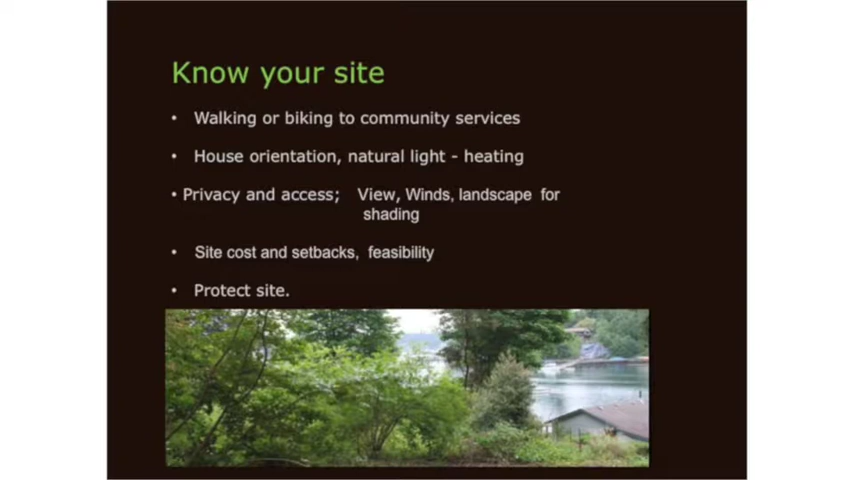 Know your site
• Walking or biking to community services
• House orientation, natural light - heating
• Privacy and access; View, Winds, landscape for
shading
• Site cost and setbacks, feasibility
• Protect site.